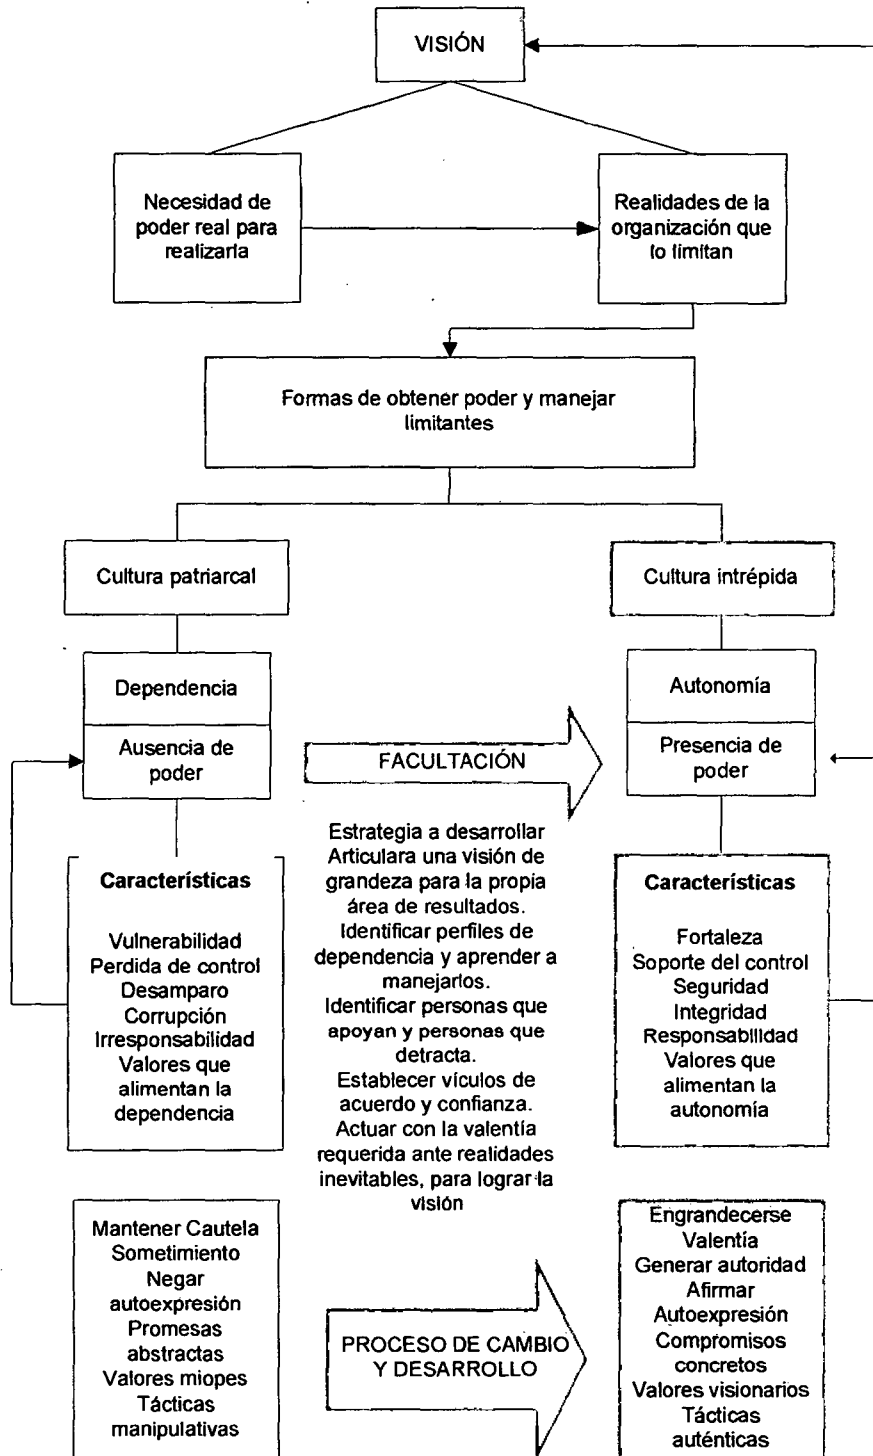 VISIÓN
Necesidad de
poder real para
realizarla
Realidades de la
organización que
lo limitan
Formas de obtener poder y manejar
limitantes
Cultura patriarcal
Cultura intrépida
Dependencia
Ausencia de
poder
Autonomía
Presencia de
poder
FACULTACIÓN
Características
Vulnerabilidad
Perdida de control
Desamparo
Corrupción
Irresponsabilidad
Valores que
alimentan la
dependencia
Estrategia a desarrollar
Articulara una visión de
grandeza para la propia
área de resultados.
Identificar perfiles de
dependencia y aprender a
manejarlos.
Identificar personas que
apoyan y personas que
detracta.
Establecer vículos de
acuerdo y confianza.
Actuar con la valentía
requerida ante realidades
inevitables, para lograr la
visión
Características
Fortaleza
Soporte del control
Seguridad
Integridad
Responsabilidad
Valores que
alimentan la
autonomía
Mantener Cautela
Sometimiento
Negar
autoexpresión
Promesas
abstractas
Valores miopes
Tácticas
manipulativas
PROCESO DE CAMBIO
Y DESARROLLO
Engrandecerse
Valentía
Generar autoridad
Afirmar
Autoexpresión
Compromisos
concretos
Valores visionarios
Tácticas
auténticas